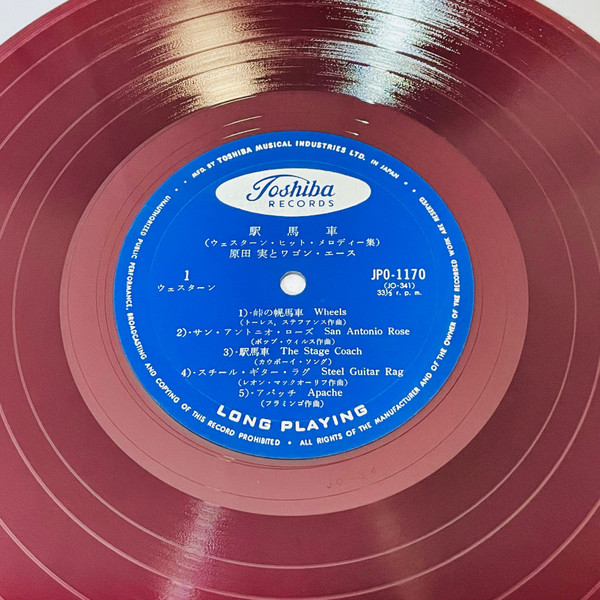 MFD. BY TOSHIBA MUSICAL INDUSTRIES LTD. IN JAPAN
Toshiba
RECORDS
駅馬車
(ウェスターン・ヒット・メロディー集)
原田 実とワゴン・エース
1
ウェスターン
JPO-1170
(JO-341)
33⅓ r. p. m.
1)・峠の幌馬車 Wheels
(トーレス, ステファンス作曲)
2)・サン・アントニオ・ローズ San Antonio Rose
(ボッブ・ウィルス作曲)
3)・駅馬車 The Stage Coach
(カウボーイ・ソング)
4)・スチール・ギター・ラグ Steel Guitar Rag
(レオン・マックオーリフ作曲)
5)・アパッチ Apache
(フラミンゴ作曲)
LONG PLAYING
UNAUTHORIZED PUBLIC PERFORMANCE, BROADCASTING AND COPYING OF THIS RECORD PROHIBITED • ALL RIGHTS OF THE MANUFACTURER AND OF THE OWNER OF THE RECORDED WORK ARE RESERVED